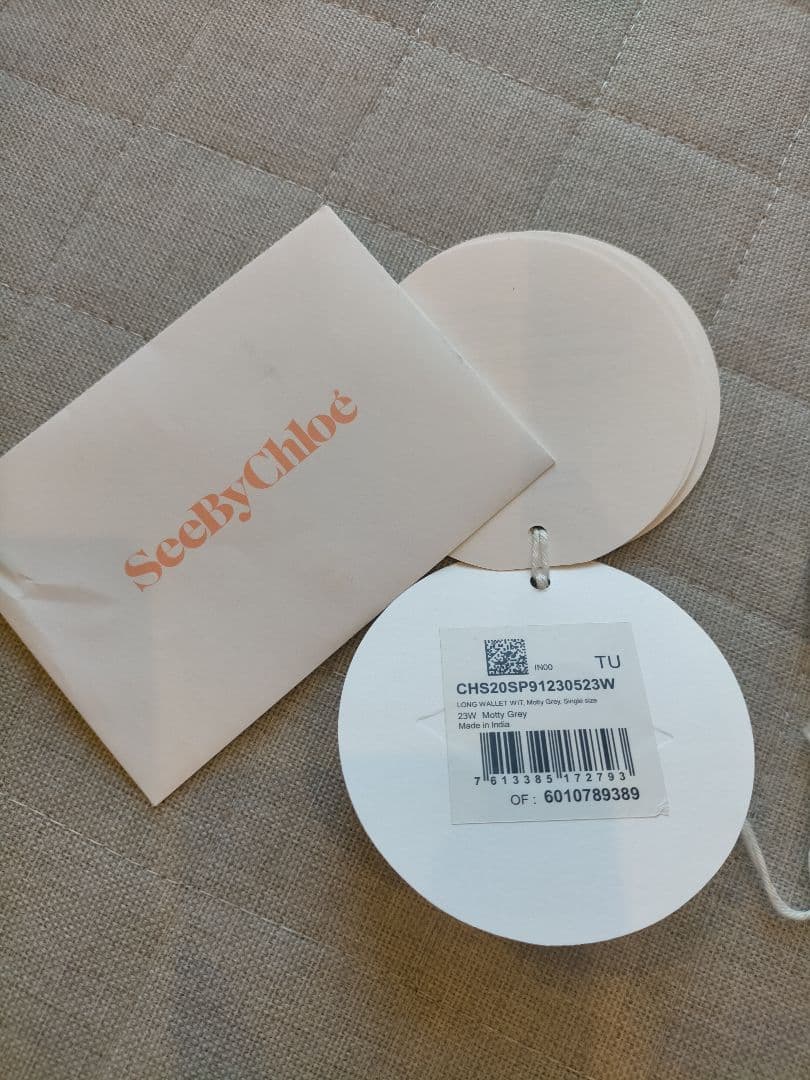 SeeByChloé
IN00 TU
CHS20SP91230523W
LONG WALLET WIT, Motty Grey, Single size
23W Motty Grey
Made in India
7 613385 172793
OF : 6010789389